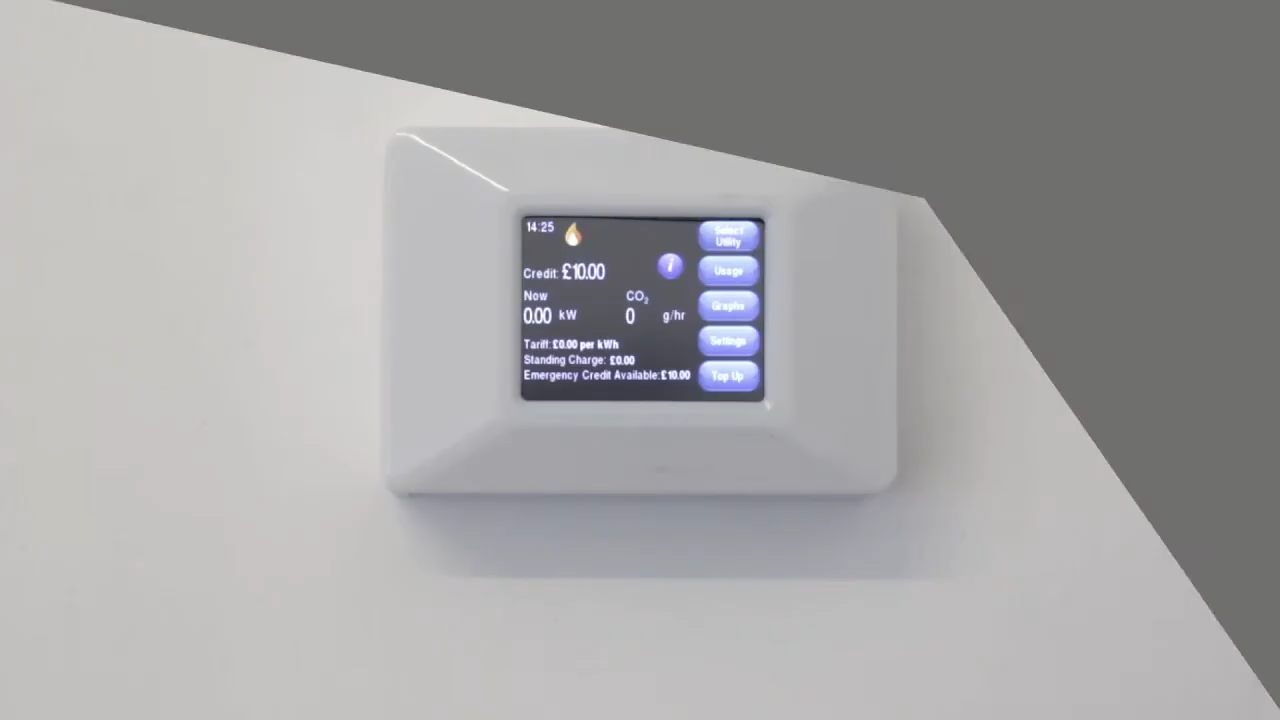 14:25
Select
Utility
i
Credit: £10.00
Usage
Now
CO₂
Graphs
0.00 kW
0 g/hr
Tariff: £0.00 per kWh
Settings
Standing Charge: £0.00
Emergency Credit Available: £10.00
Top Up